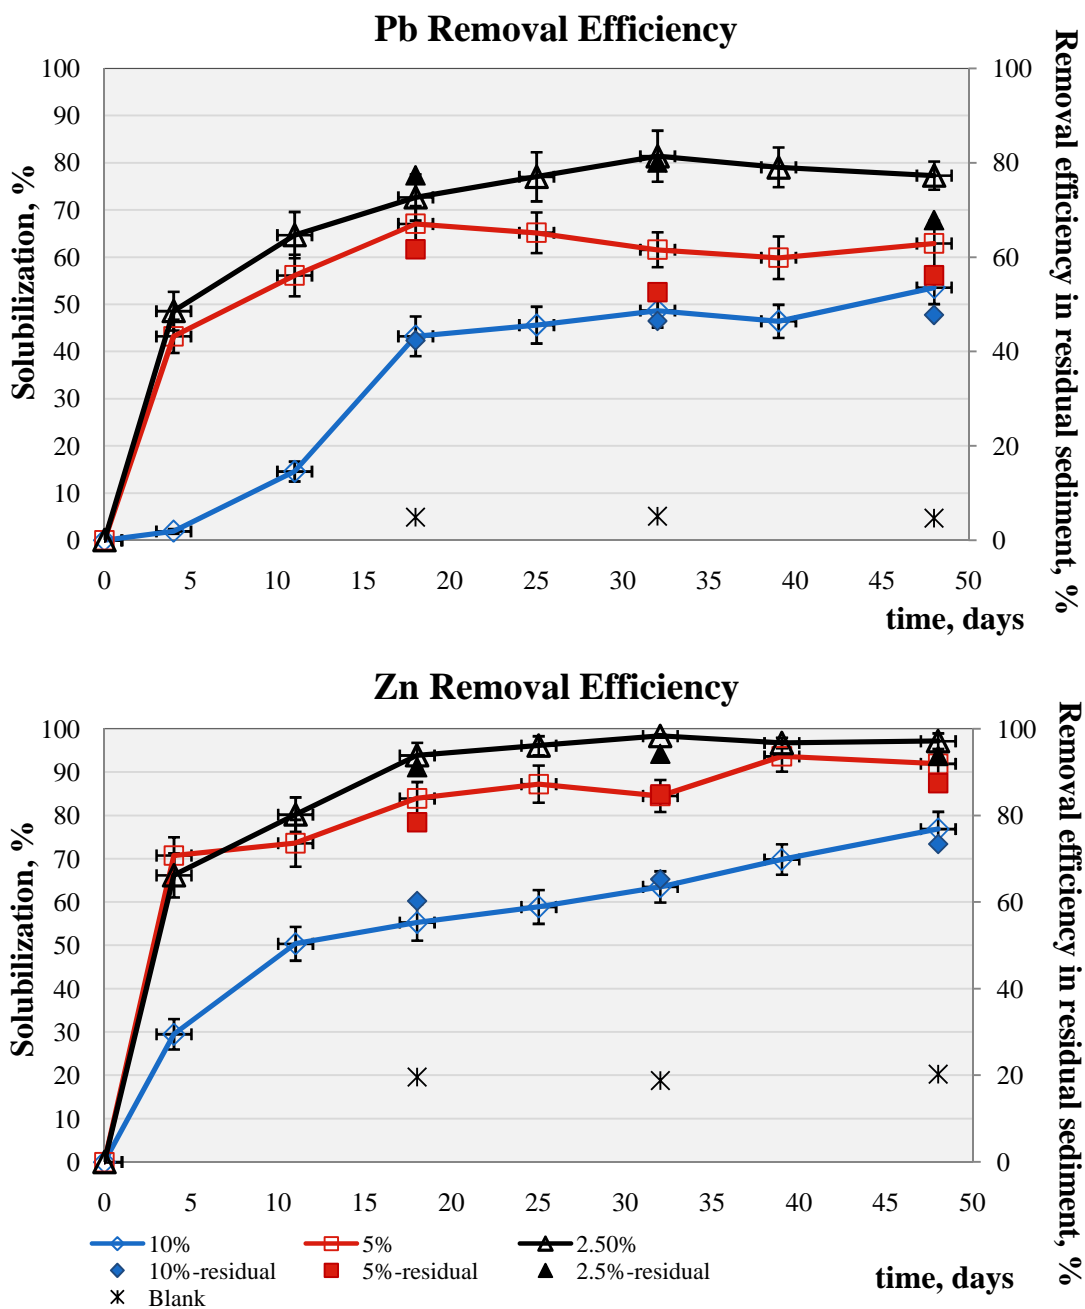 Pb Removal Efficiency
Solubilization, %
Removal efficiency in residual sediment, %
100
90
80
70
60
50
40
30
20
10
0
100
80
60
40
20
0
0 5 10 15 20 25 30 35 40 45 50
time, days
Zn Removal Efficiency
Solubilization, %
Removal efficiency in residual sediment, %
100
90
80
70
60
50
40
30
20
10
0
100
80
60
40
20
0
0 5 10 15 20 25 30 35 40 45 50
10% 5% 2.50%
10%-residual 5%-residual 2.5%-residual
Blank
time, days